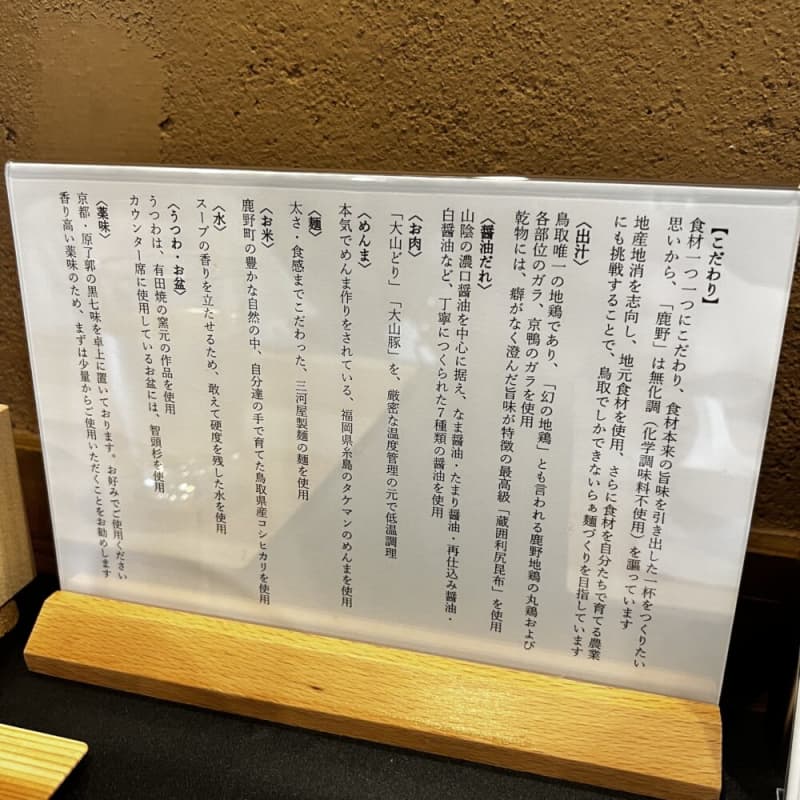 【こだわり】
食材一つ一つにこだわり、食材本来の旨味を引き出した一杯をつくりたい
思いから、「鹿野」は無化調（化学調味料不使用）を謳っています
地産地消を志向し、地元食材を使用、さらに食材を自分たちで育てる農業
にも挑戦することで、鳥取でしかできないらぁ麺づくりを目指しています
〈出汁〉
鳥取唯一の地鶏であり、「幻の地鶏」とも言われる鹿野地鶏の丸鶏および
各部位のガラ、京鴨のガラを使用
乾物には、癖がなく澄んだ旨味が特徴の最高級「蔵囲利尻昆布」を使用
〈醤油だれ〉
山陰の濃口醤油を中心に据え、なま醤油・たまり醤油・再仕込み醤油・
白醤油など、丁寧につくられた7種類の醤油を使用
〈お肉〉
「大山どり」「大山豚」を、厳密な温度管理の元で低温調理
〈めんま〉
本気でめんま作りをされている、福岡県糸島のタケマンのめんまを使用
〈麺〉
太さ・食感までこだわった、三河屋製麺の麺を使用
〈お米〉
鹿野町の豊かな自然の中、自分達の手で育てた鳥取県産コシヒカリを使用
〈水〉
スープの香りを立たせるため、敢えて硬度を残した水を使用
〈うつわ・お盆〉
うつわは、有田焼の窯元の作品を使用
カウンター席に使用しているお盆には、智頭杉を使用
〈薬味〉
京都・原了郭の黒七味を卓上に置いております。お好みでご使用ください
香り高い薬味のため、まずは少量からご使用いただくことをお勧めします